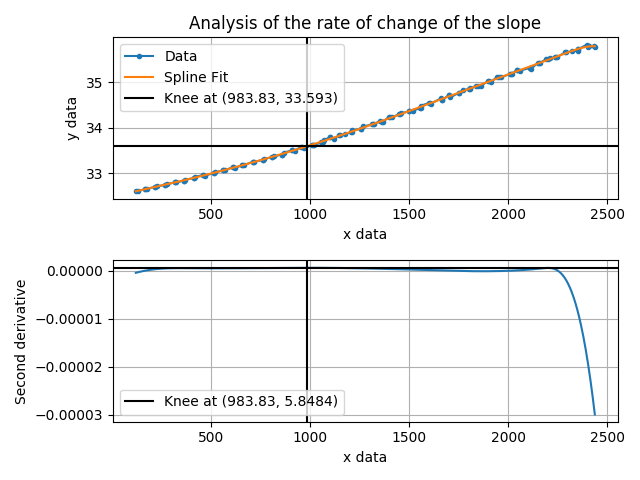 Analysis of the rate of change of the slope
Data
Spline Fit
Knee at (983.83, 33.593)
35
34
33
y data
500 1000 1500 2000 2500
x data
0.00000
−0.00001
−0.00002
−0.00003
Second derivative
Knee at (983.83, 5.8484)
500 1000 1500 2000 2500
x data